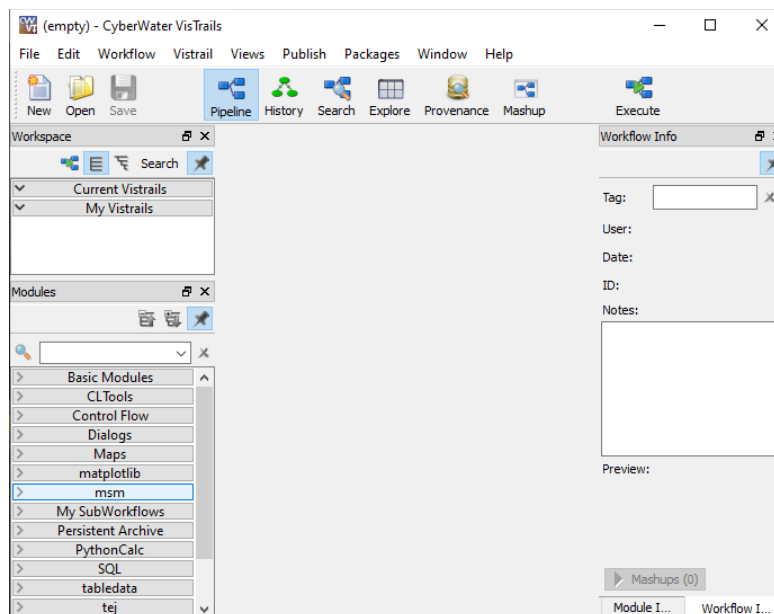 (empty) - CyberWater VisTrails
File Edit Workflow Vistrail Views Publish Packages Window Help
New Open Save Pipeline History Search Explore Provenance Mashup Execute
Workspace
Search
Current Vistrails
My Vistrails
Modules
Basic Modules
CLTools
Control Flow
Dialogs
Maps
matplotlib
msm
My SubWorkflows
Persistent Archive
PythonCalc
SQL
tabledata
tej
Workflow Info
Tag:
User:
Date:
ID:
Notes:
Preview:
Mashups (0)
Module I... Workflow I...